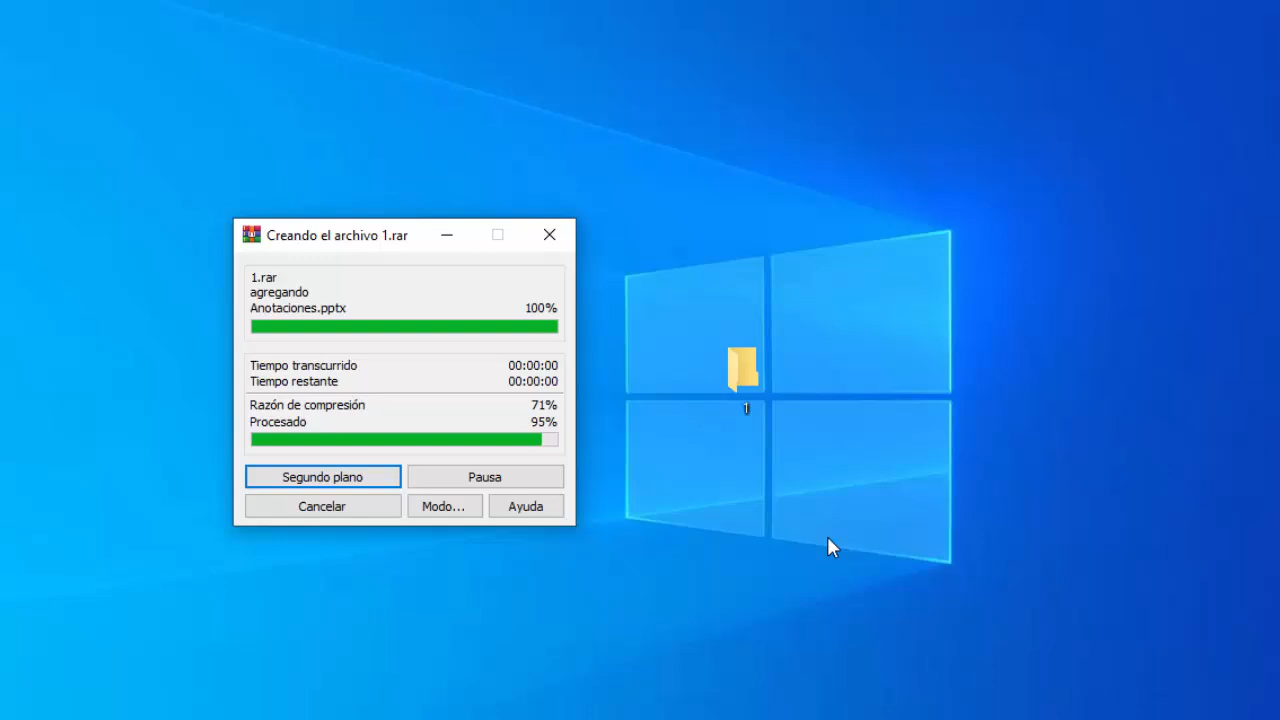 Creando el archivo 1.rar
1.rar
agregando
Anotaciones.pptx 100%
Tiempo transcurrido 00:00:00
Tiempo restante 00:00:00
Razón de compresión 71%
Procesado 95%
Segundo plano Pausa
Cancelar Modo... Ayuda
1